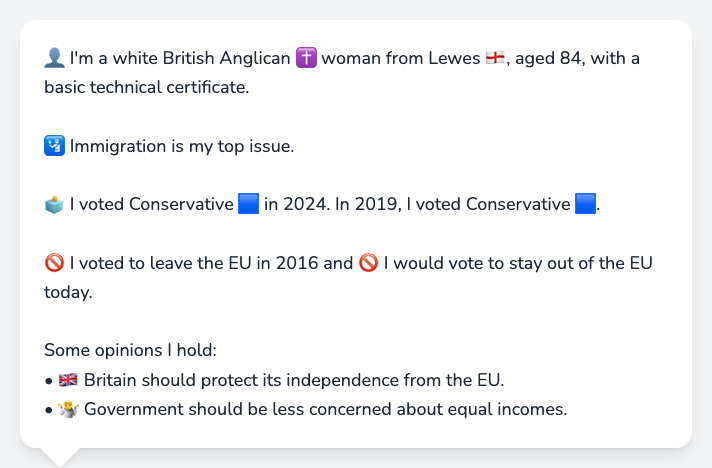 👤 I'm a white British Anglican ✝️ woman from Lewes 🏴󠁧󠁢󠁥󠁮󠁧󠁿, aged 84, with a
basic technical certificate.
🛂 Immigration is my top issue.
🗳️ I voted Conservative 🟦 in 2024. In 2019, I voted Conservative 🟦.
🚫 I voted to leave the EU in 2016 and 🚫 I would vote to stay out of the EU
today.
Some opinions I hold:
• 🇬🇧 Britain should protect its independence from the EU.
• 🤷 Government should be less concerned about equal incomes.